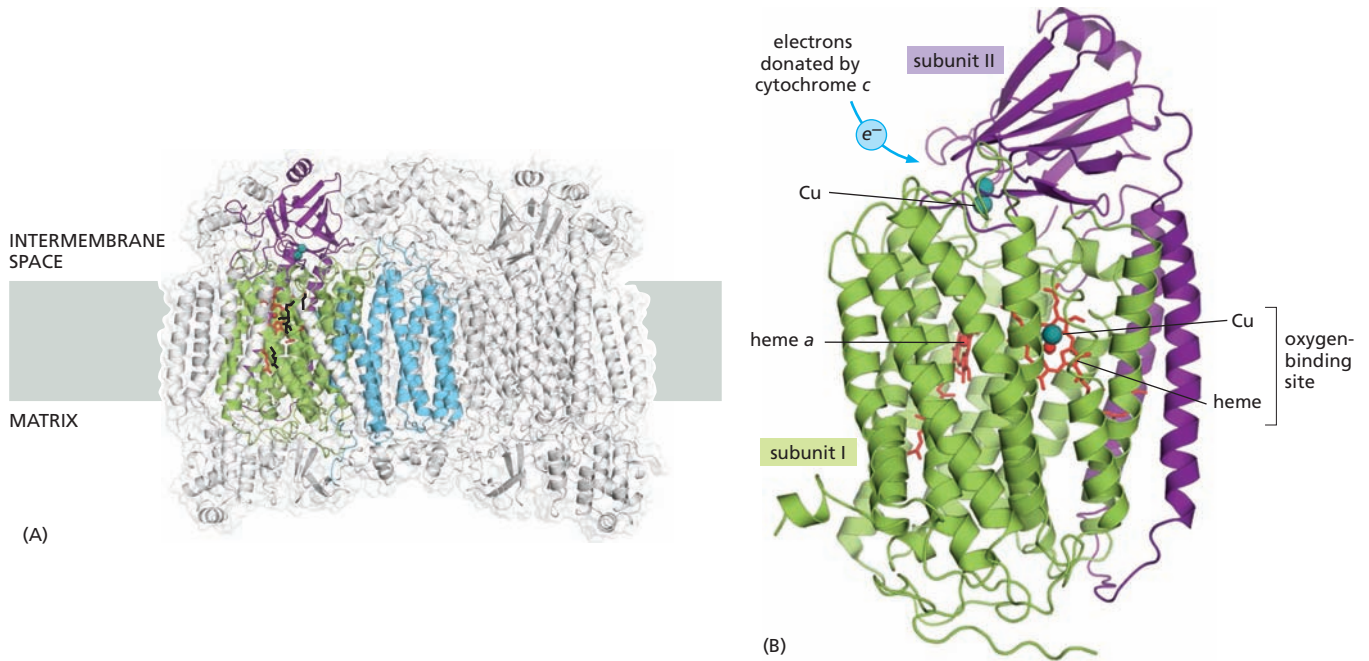 INTERMEMBRANE
SPACE
MATRIX
(A)
electrons
donated by
cytochrome c
e–
subunit II
Cu
heme a
subunit I
Cu
heme
oxygen-
binding
site
(B)